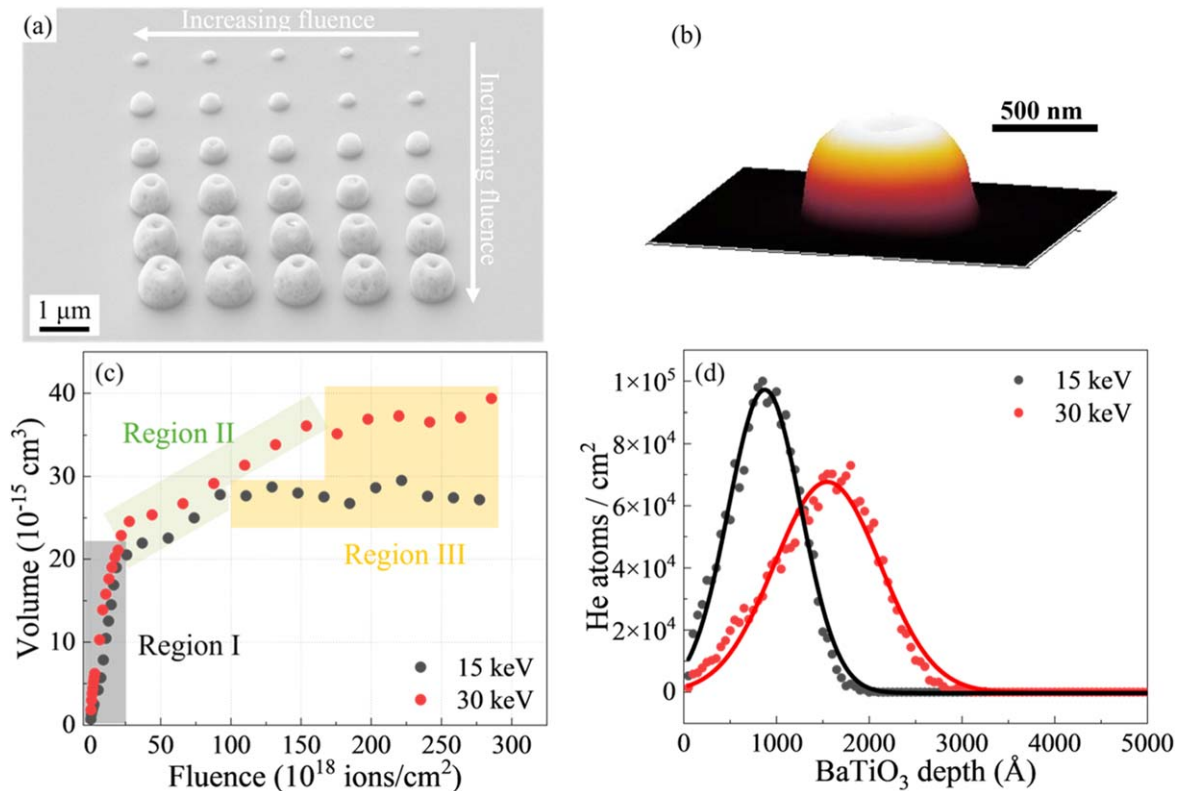 (a)
Increasing fluence
Increasing fluence
1 μm
(b)
500 nm
(c)
Region II
Region I
Region III
15 keV
30 keV
40
30
20
10
0
0 50 100 150 200 250 300
Volume (10⁻¹⁵ cm³)
Fluence (10¹⁸ ions/cm²)
(d)
15 keV
30 keV
1×10⁵
8×10⁴
6×10⁴
4×10⁴
2×10⁴
0
0 1000 2000 3000 4000 5000
He atoms / cm²
BaTiO₃ depth (Å)